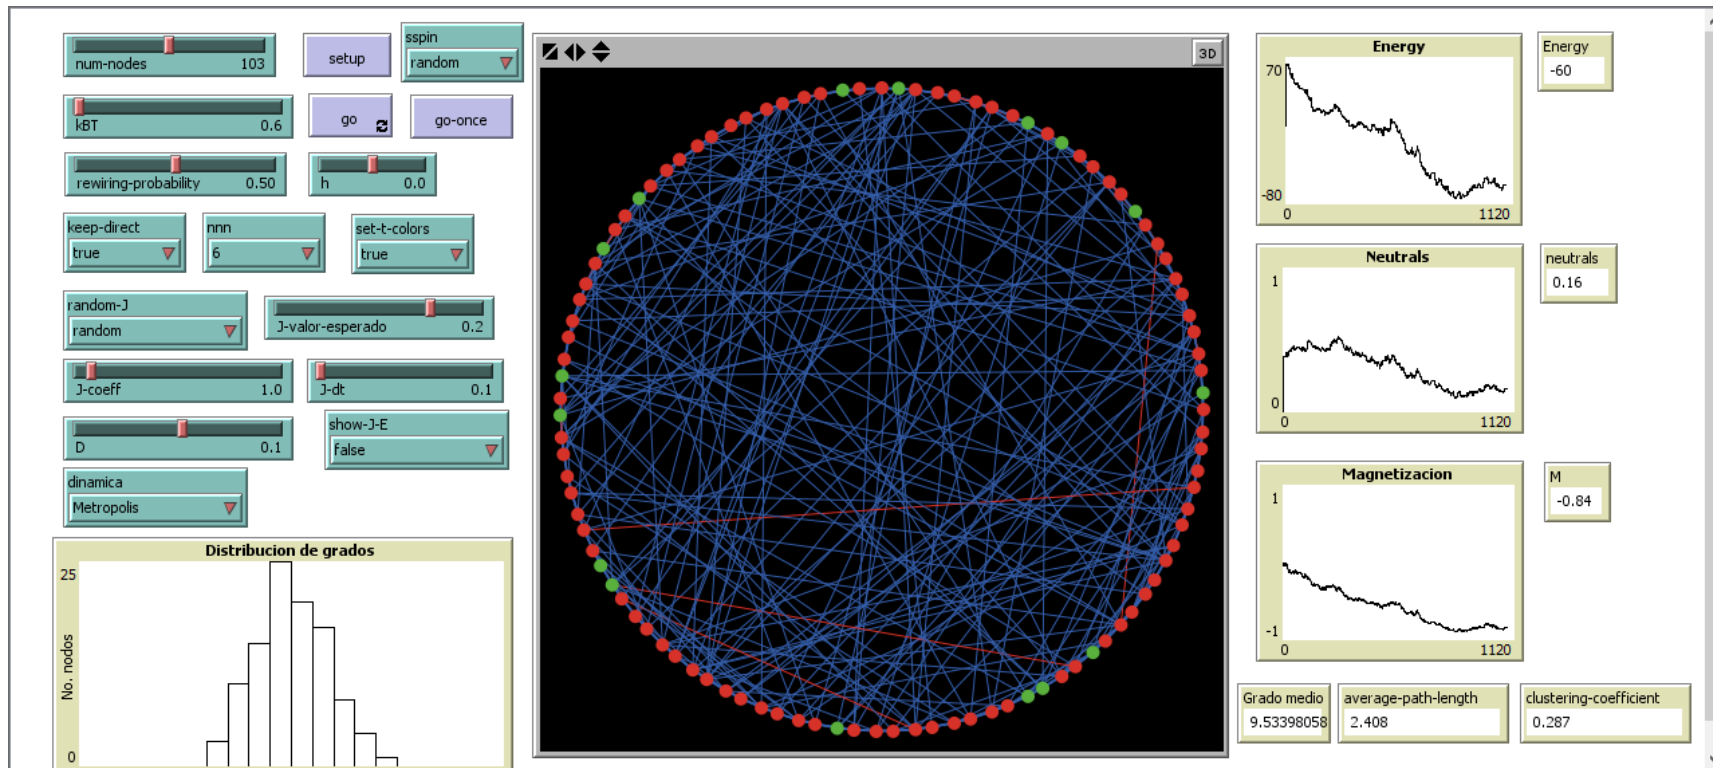 num-nodes 103
setup
sspin
random
kBT 0.6
go
go-once
rewiring-probability 0.50
h 0.0
keep-direct
true
nnn
6
set-t-colors
true
random-J
random
J-valor-esperado 0.2
J-coeff 1.0
J-dt 0.1
D 0.1
show-J-E
false
dinamica
Metropolis
Distribucion de grados
25
No. nodos
0
3D
Energy
70
-80
0 1120
Energy
-60
Neutrals
1
0
0 1120
neutrals
0.16
Magnetizacion
1
-1
0 1120
M
-0.84
Grado medio
9.53398058
average-path-length
2.408
clustering-coefficient
0.287